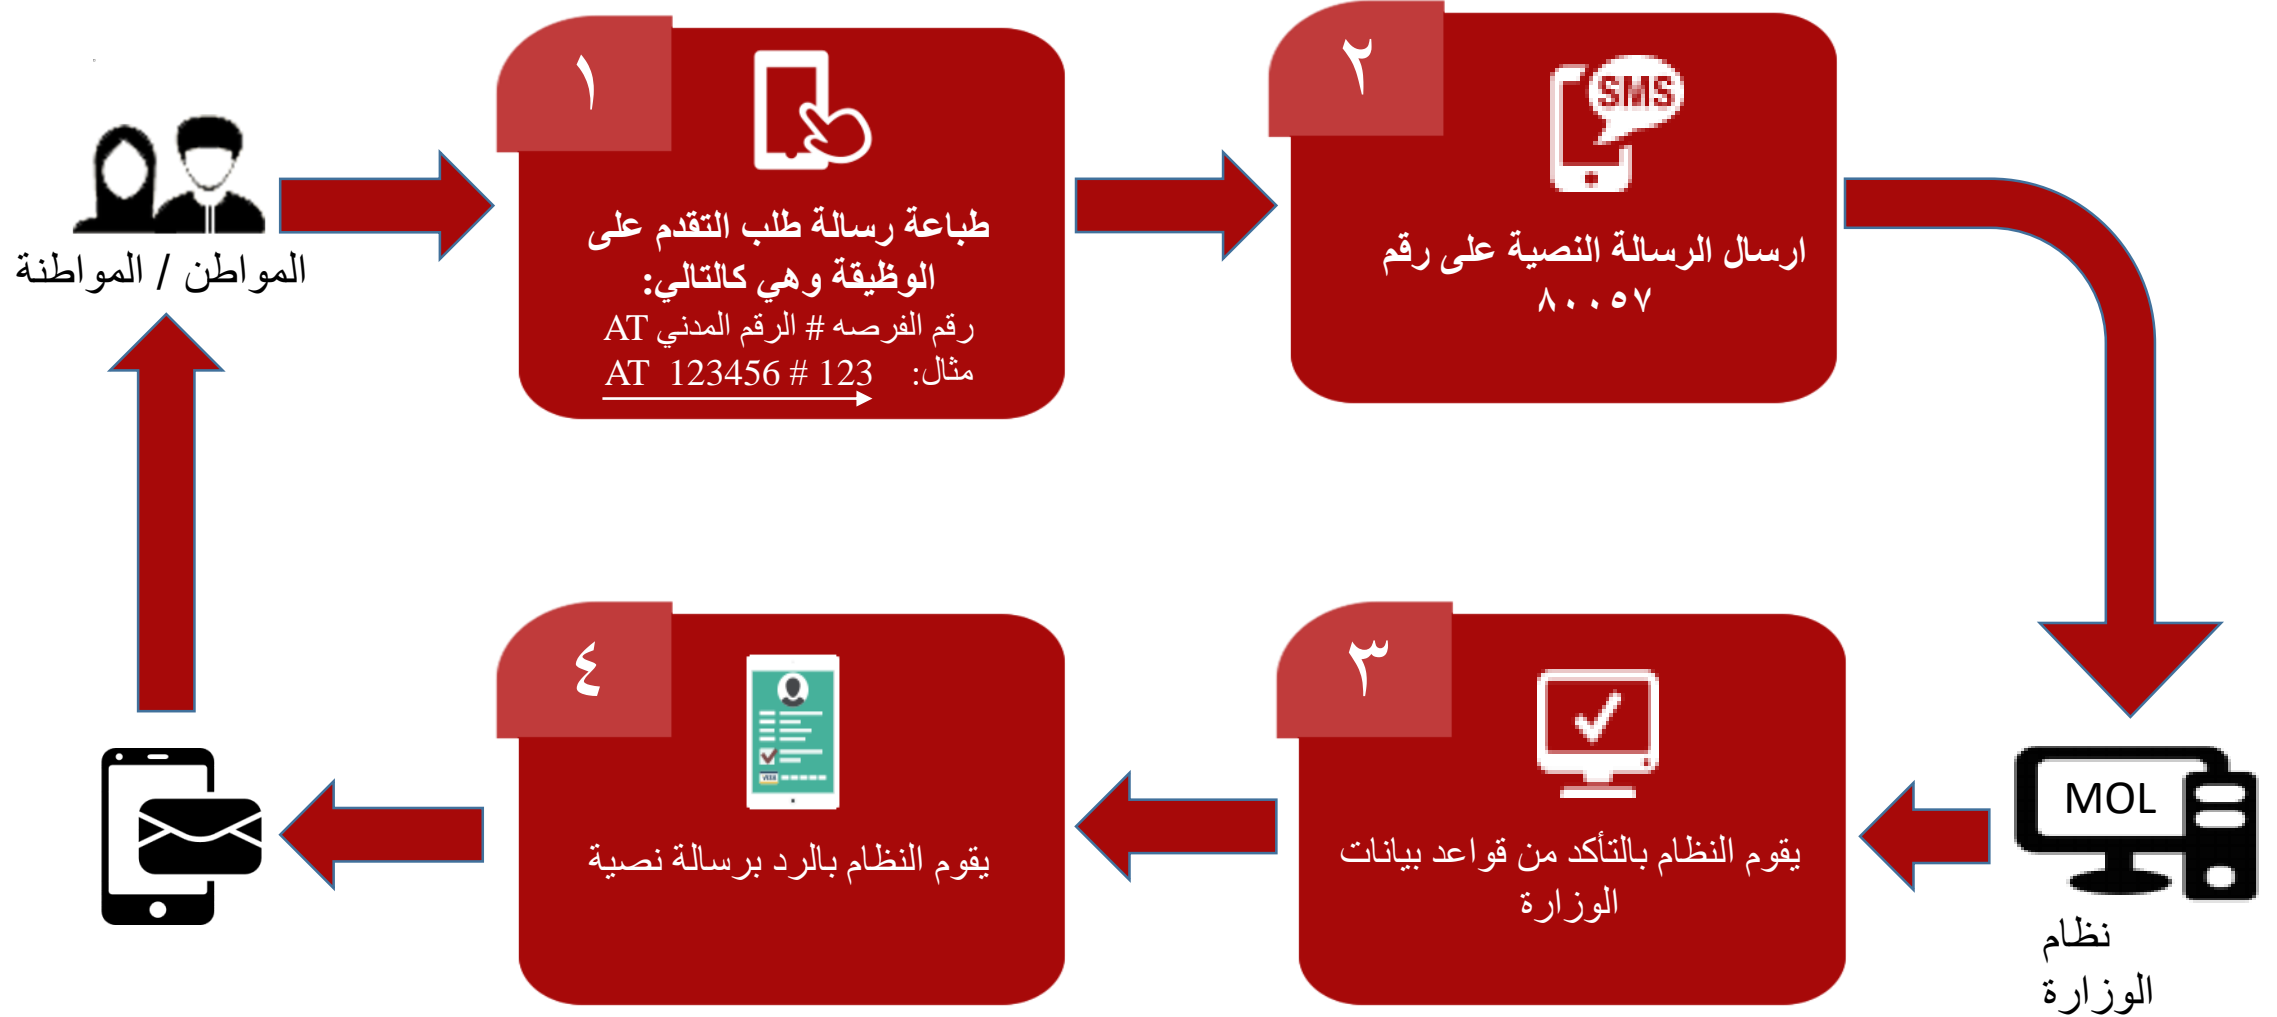 المواطن / المواطنة
١
طباعة رسالة طلب التقدم على
الوظيقة وهي كالتالي:
رقم الفرصه # الرقم المدني AT
مثال: AT 123456 # 123
٢
SMS
ارسال الرسالة النصية على رقم
٨٠٠٥٧
MOL
نظام
الوزارة
٣
يقوم النظام بالتأكد من قواعد بيانات
الوزارة
٤
يقوم النظام بالرد برسالة نصية